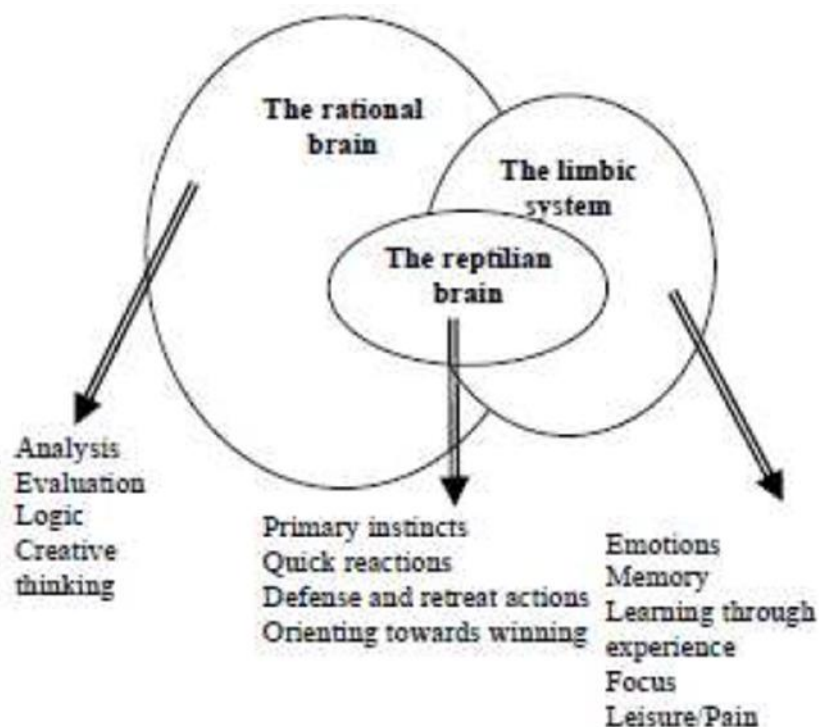 The rational
brain
The limbic
system
The reptilian
brain
Analysis
Evaluation
Logic
Creative
thinking
Primary instincts
Quick reactions
Defense and retreat actions
Orienting towards winning
Emotions
Memory
Learning through
experience
Focus
Leisure/Pain